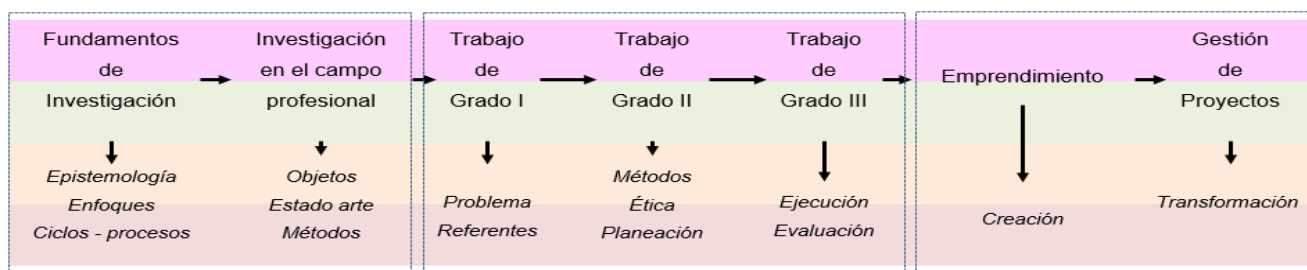 Fundamentos
de
Investigación
Investigación
en el campo
profesional
Trabajo
de
Grado I
Trabajo
de
Grado II
Trabajo
de
Grado III
Emprendimiento
Gestión
de
Proyectos
Epistemología
Enfoques
Ciclos - procesos
Objetos
Estado arte
Métodos
Problema
Referentes
Métodos
Ética
Planeación
Ejecución
Evaluación
Creación
Transformación